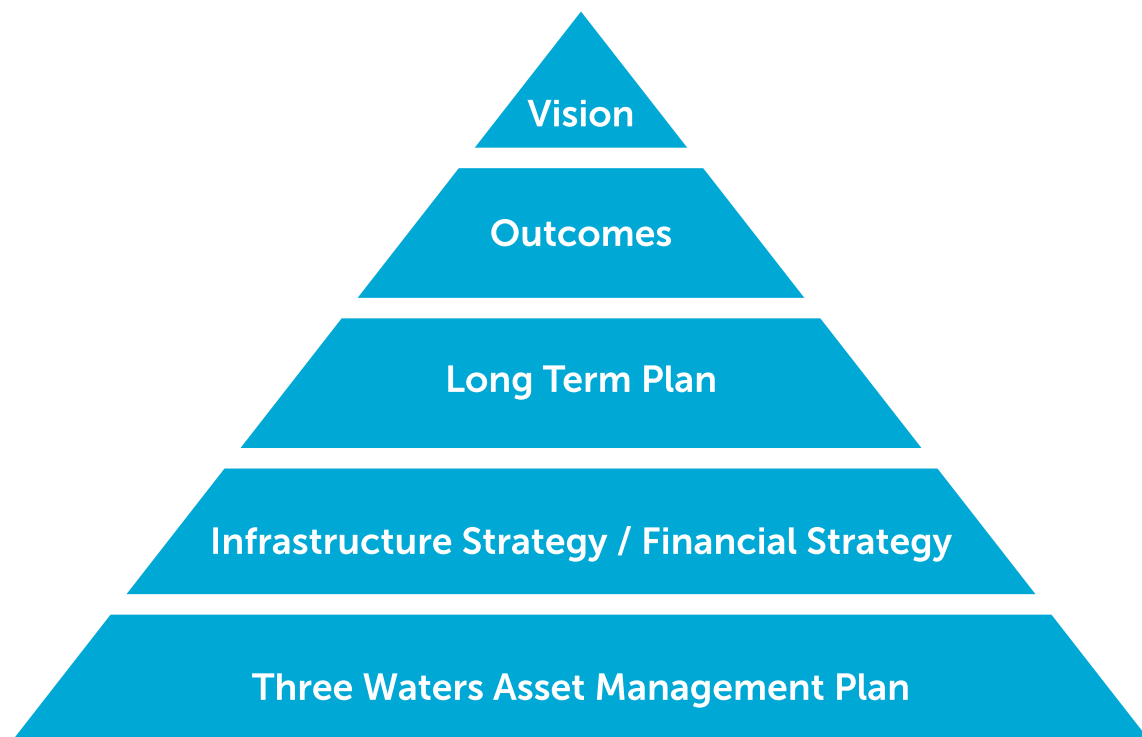 Vision
Outcomes
Long Term Plan
Infrastructure Strategy / Financial Strategy
Three Waters Asset Management Plan